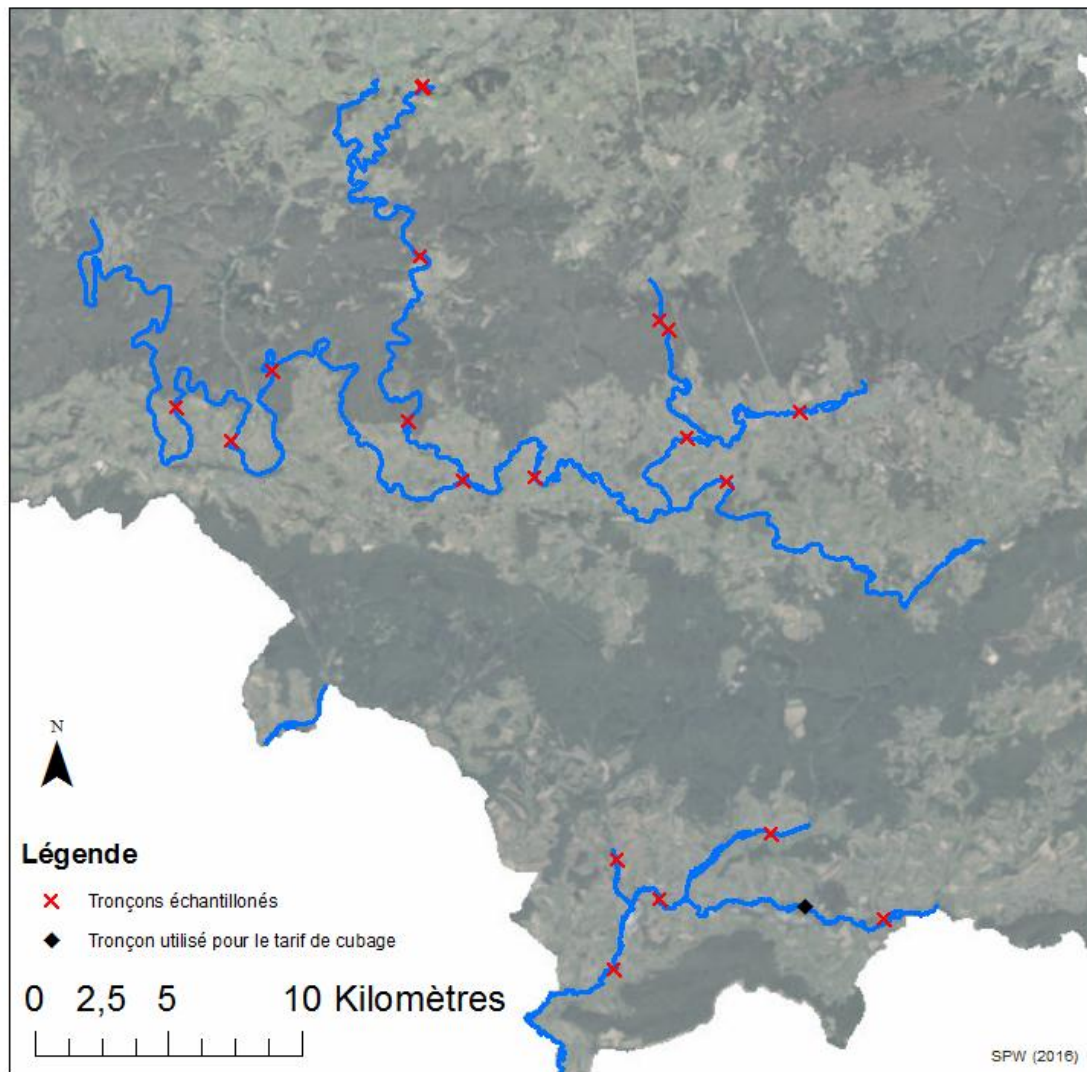 N
Légende
Tronçons échantillonés
Tronçon utilisé pour le tarif de cubage
0 2,5 5 10 Kilomètres
SPW (2016)